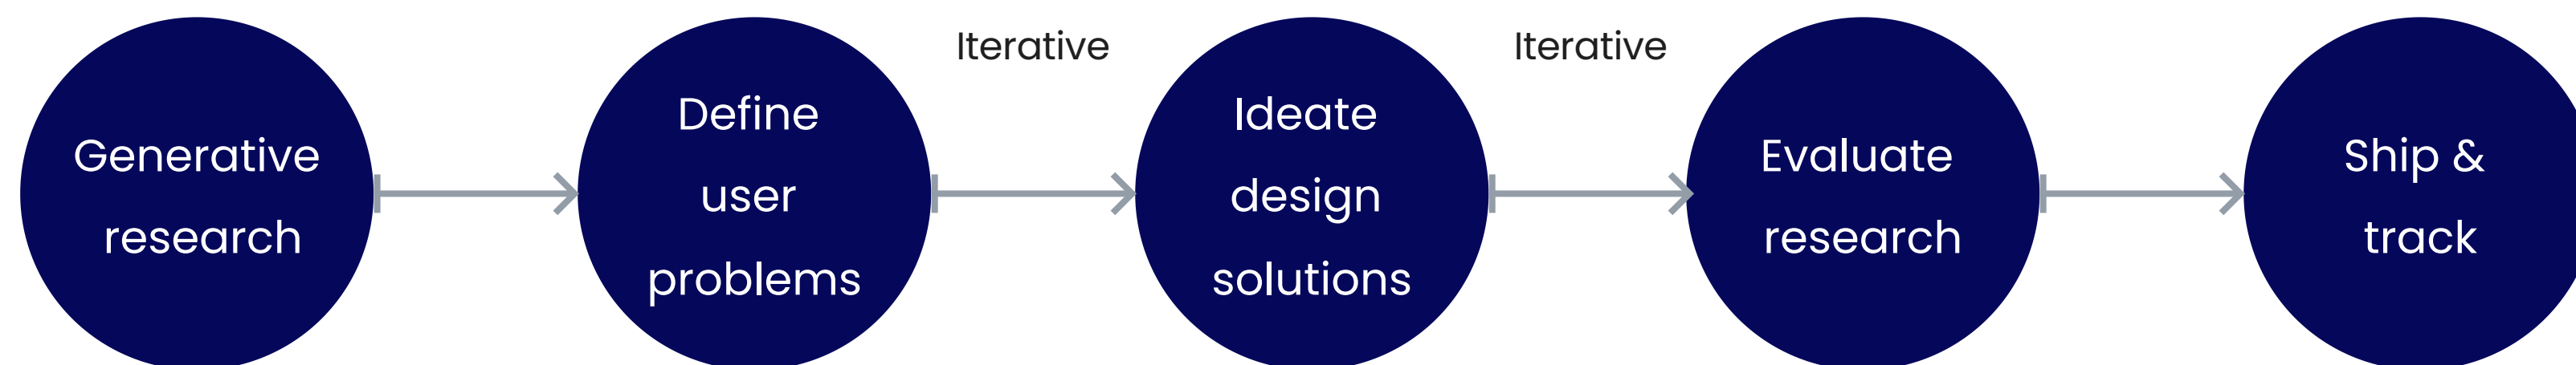 Generative
research
Define
user
problems
Iterative
Ideate
design
solutions
Iterative
Evaluate
research
Ship &
track